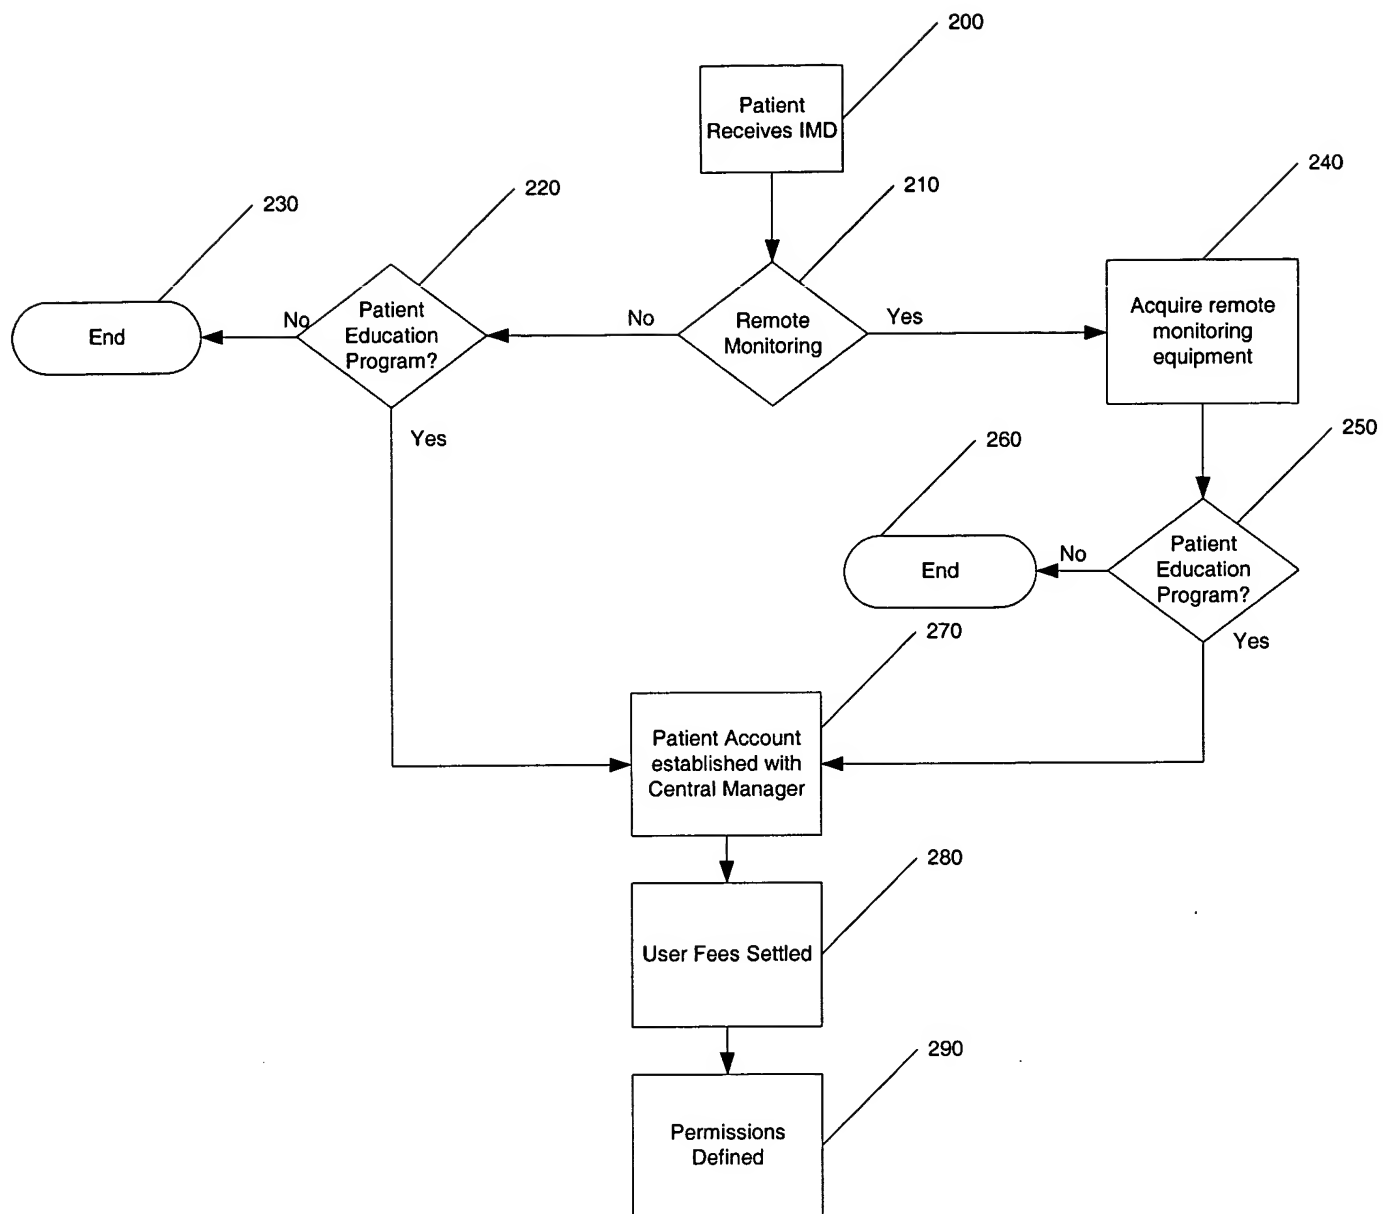 200
Patient
Receives IMD
240
210
220
230
Patient
Education
Program?
No
End
No
Remote
Monitoring
Yes
Acquire remote
monitoring
equipment
Yes
260
250
End
No
Patient
Education
Program?
Yes
270
Patient Account
established with
Central Manager
280
User Fees Settled
290
Permissions
Defined